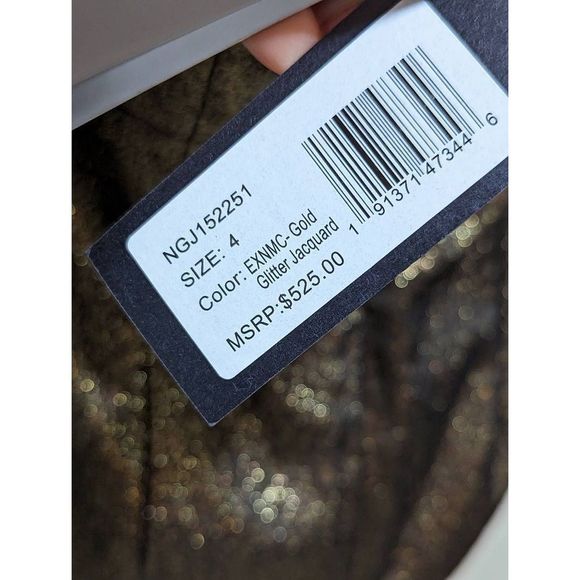 NGJ152251
SIZE: 4
Color: EXNMC- Gold
Glitter Jacquard
MSRP:$525.00
1 91371 47344 6